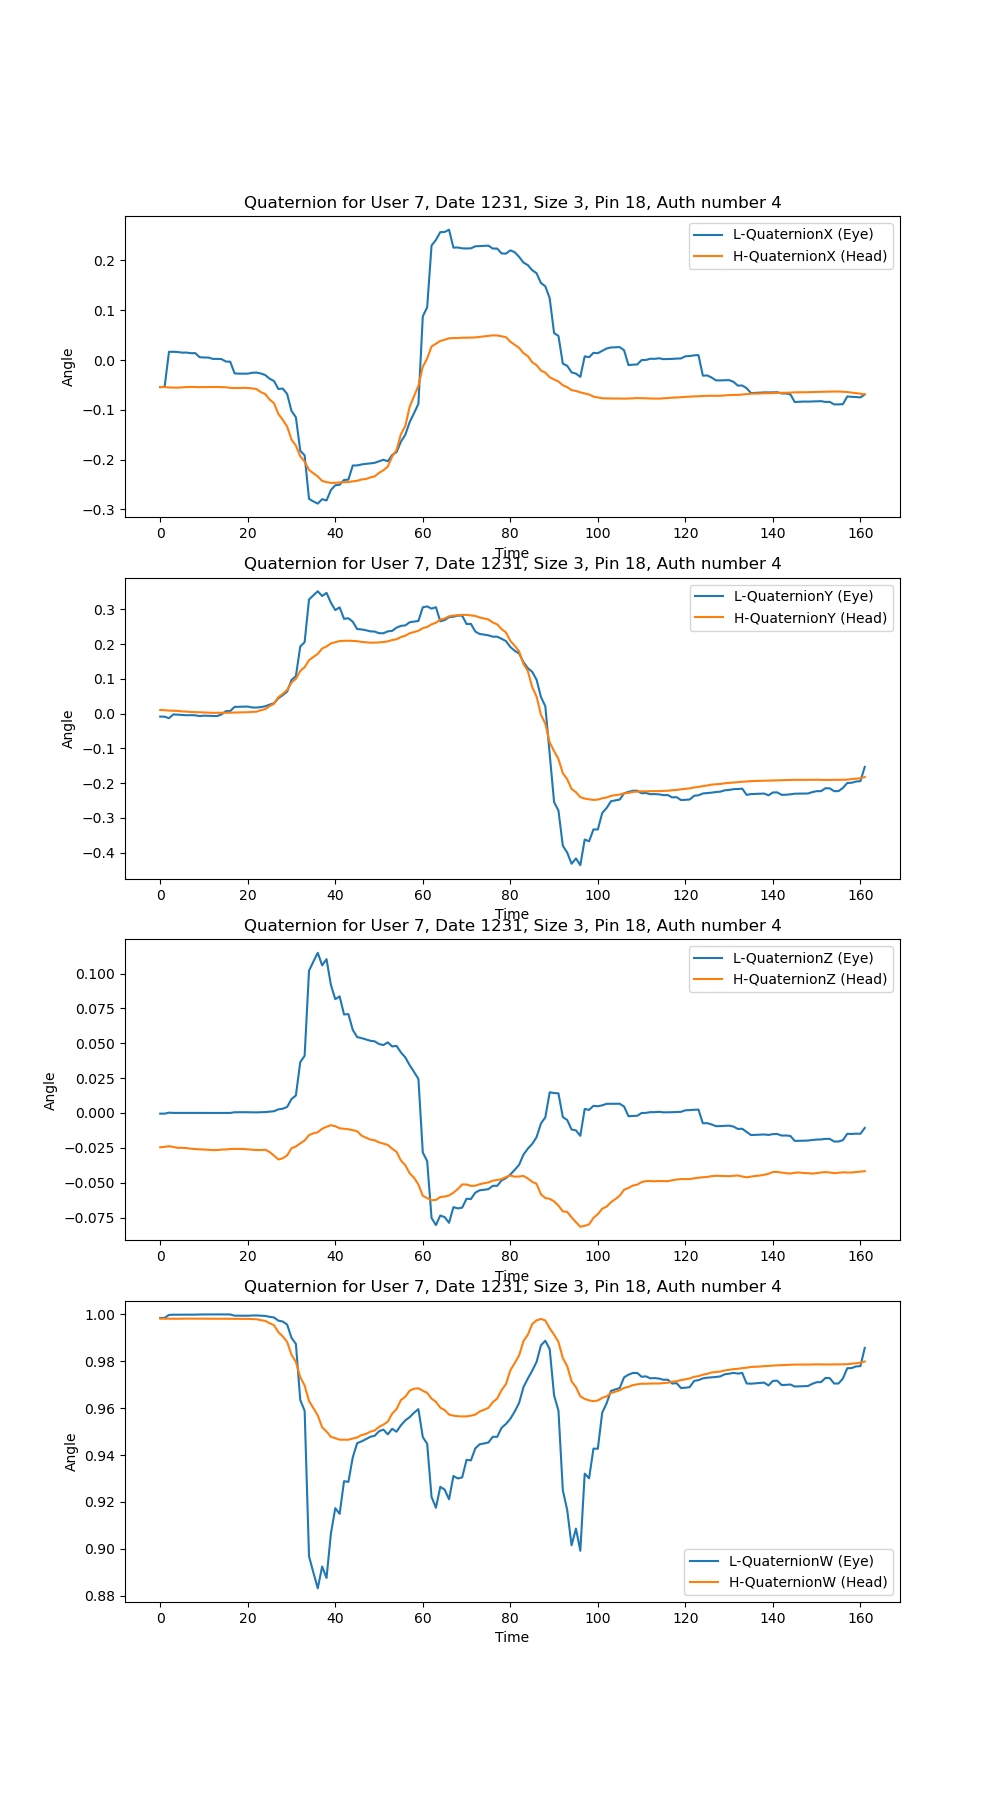 Quaternion for User 7, Date 1231, Size 3, Pin 18, Auth number 4
L-QuaternionX (Eye)
H-QuaternionX (Head)
0.2
0.1
0.0
−0.1
−0.2
−0.3
Angle
0 20 40 60 80 100 120 140 160
Time
Quaternion for User 7, Date 1231, Size 3, Pin 18, Auth number 4
L-QuaternionY (Eye)
H-QuaternionY (Head)
0.3
0.2
0.1
0.0
−0.1
−0.2
−0.3
−0.4
Angle
0 20 40 60 80 100 120 140 160
Time
Quaternion for User 7, Date 1231, Size 3, Pin 18, Auth number 4
L-QuaternionZ (Eye)
H-QuaternionZ (Head)
0.100
0.075
0.050
0.025
0.000
−0.025
−0.050
−0.075
Angle
0 20 40 60 80 100 120 140 160
Time
Quaternion for User 7, Date 1231, Size 3, Pin 18, Auth number 4
1.00
0.98
0.96
0.94
0.92
0.90
0.88
Angle
L-QuaternionW (Eye)
H-QuaternionW (Head)
0 20 40 60 80 100 120 140 160
Time